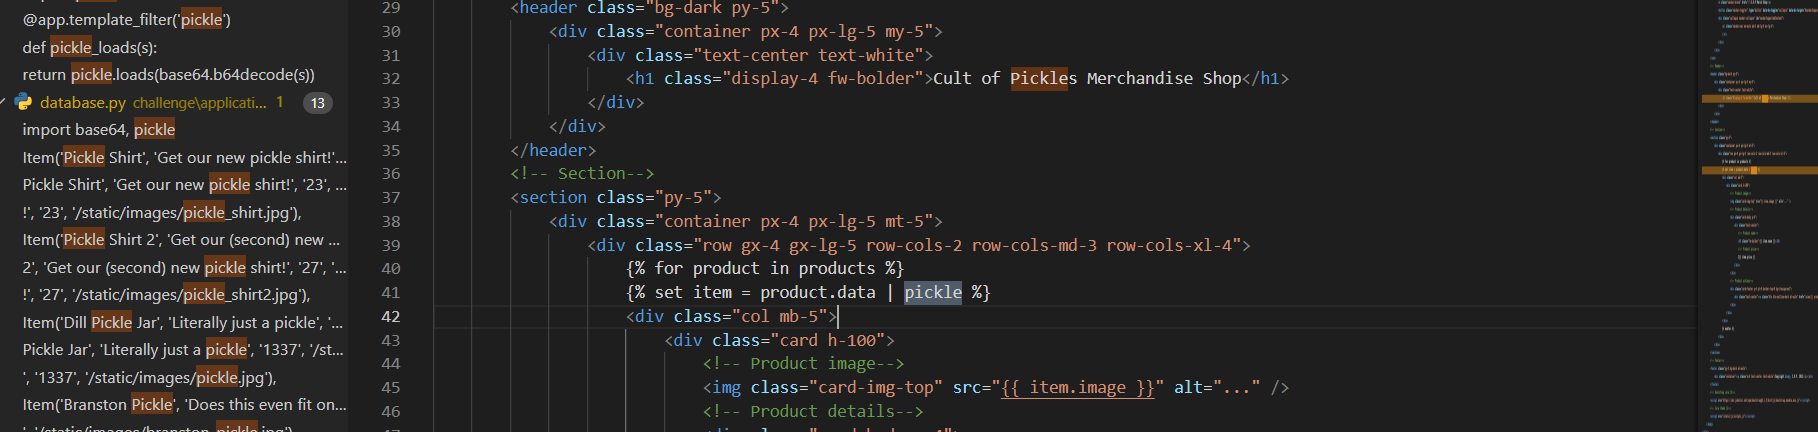 @app.template_filter('pickle')
def pickle_loads(s):
return pickle.loads(base64.b64decode(s))
database.py challenge\applicati... 1 13
import base64, pickle
Item('Pickle Shirt', 'Get our new pickle shirt!'...
Pickle Shirt', 'Get our new pickle shirt!', '23', ...
!', '23', '/static/images/pickle_shirt.jpg'),
Item('Pickle Shirt 2', 'Get our (second) new ...
2', 'Get our (second) new pickle shirt!', '27', '...
!', '27', '/static/images/pickle_shirt2.jpg'),
Item('Dill Pickle Jar', 'Literally just a pickle', '...
Pickle Jar', 'Literally just a pickle', '1337', '/st...
', '1337', '/static/images/pickle.jpg'),
Item('Branston Pickle', 'Does this even fit on...
29 <header class="bg-dark py-5">
30 <div class="container px-4 px-lg-5 my-5">
31 <div class="text-center text-white">
32 <h1 class="display-4 fw-bolder">Cult of Pickles Merchandise Shop</h1>
33 </div>
34 </div>
35 </header>
36 <!-- Section-->
37 <section class="py-5">
38 <div class="container px-4 px-lg-5 mt-5">
39 <div class="row gx-4 gx-lg-5 row-cols-2 row-cols-md-3 row-cols-xl-4">
40 {% for product in products %}
41 {% set item = product.data | pickle %}
42 <div class="col mb-5">
43 <div class="card h-100">
44 <!-- Product image-->
45 <img class="card-img-top" src="{{ item.image }}" alt="..." />
46 <!-- Product details-->